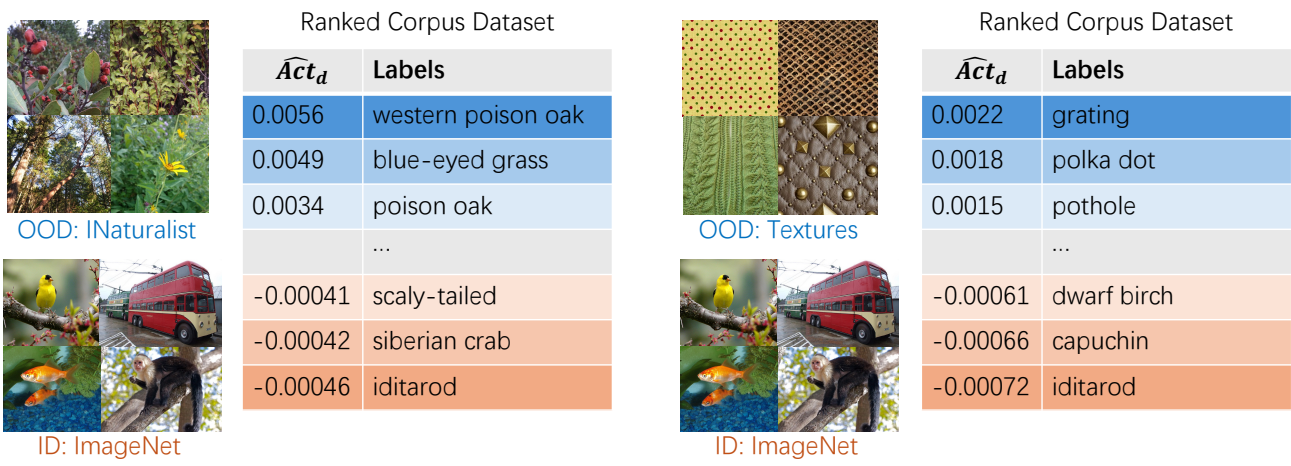 Ranked Corpus Dataset
Act_d Labels
0.0056 western poison oak
0.0049 blue-eyed grass
0.0034 poison oak
...
-0.00041 scaly-tailed
-0.00042 siberian crab
-0.00046 iditarod
OOD: INaturalist
ID: ImageNet
Ranked Corpus Dataset
Act_d Labels
0.0022 grating
0.0018 polka dot
0.0015 pothole
...
-0.00061 dwarf birch
-0.00066 capuchin
-0.00072 iditarod
OOD: Textures
ID: ImageNet